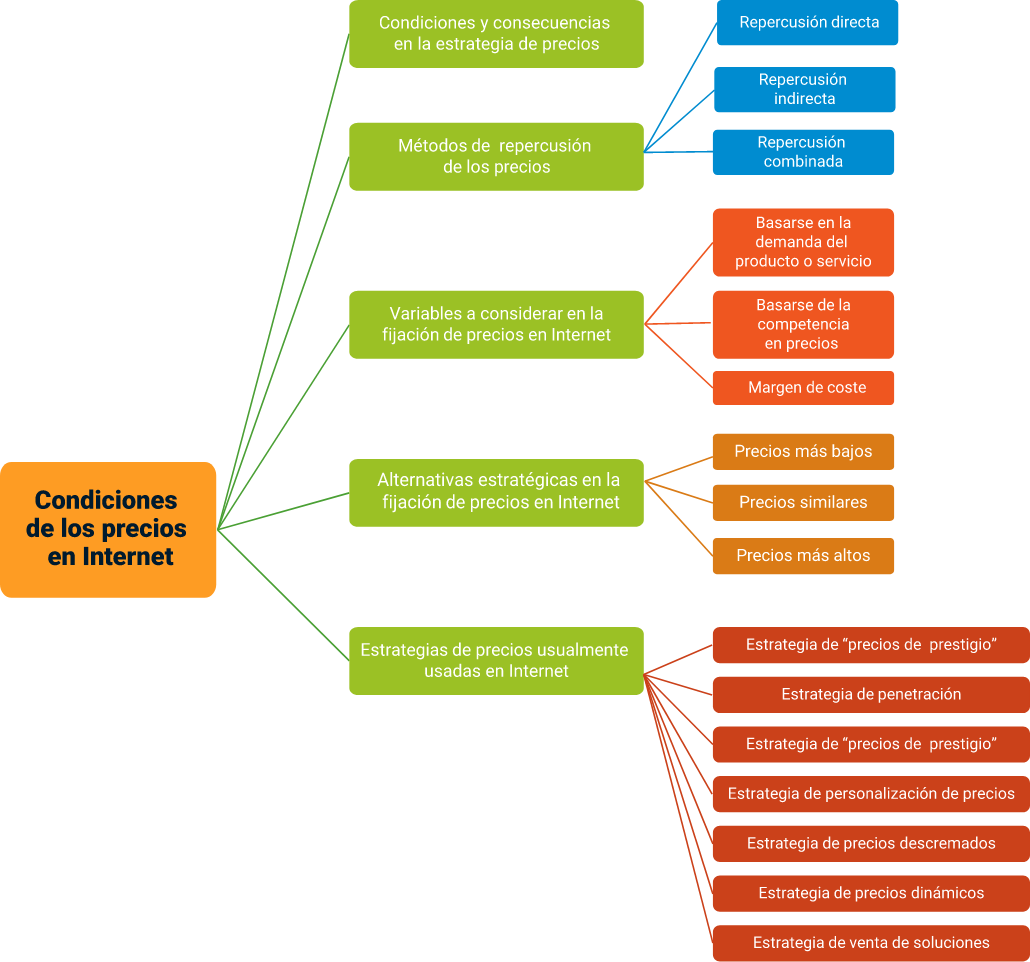 Condiciones y consecuencias
en la estrategia de precios
Repercusión directa
Repercusión
indirecta
Métodos de repercusión
de los precios
Repercusión
combinada
Basarse en la
demanda del
producto o servicio
Variables a considerar en la
fijación de precios en Internet
Basarse de la
competencia
en precios
Margen de coste
Condiciones
de los precios
en Internet
Alternativas estratégicas en la
fijación de precios en Internet
Precios más bajos
Precios similares
Precios más altos
Estrategias de precios usualmente
usadas en Internet
Estrategia de “precios de prestigio”
Estrategia de penetración
Estrategia de “precios de prestigio”
Estrategia de personalización de precios
Estrategia de precios descremados
Estrategia de precios dinámicos
Estrategia de venta de soluciones